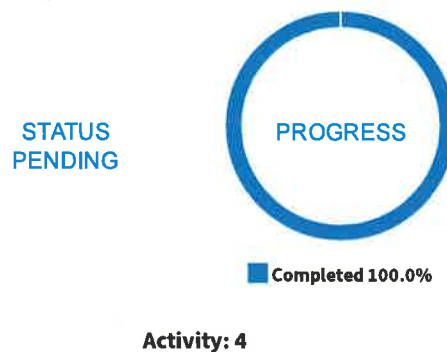 STATUS
PENDING
PROGRESS
Completed 100.0%
Activity: 4